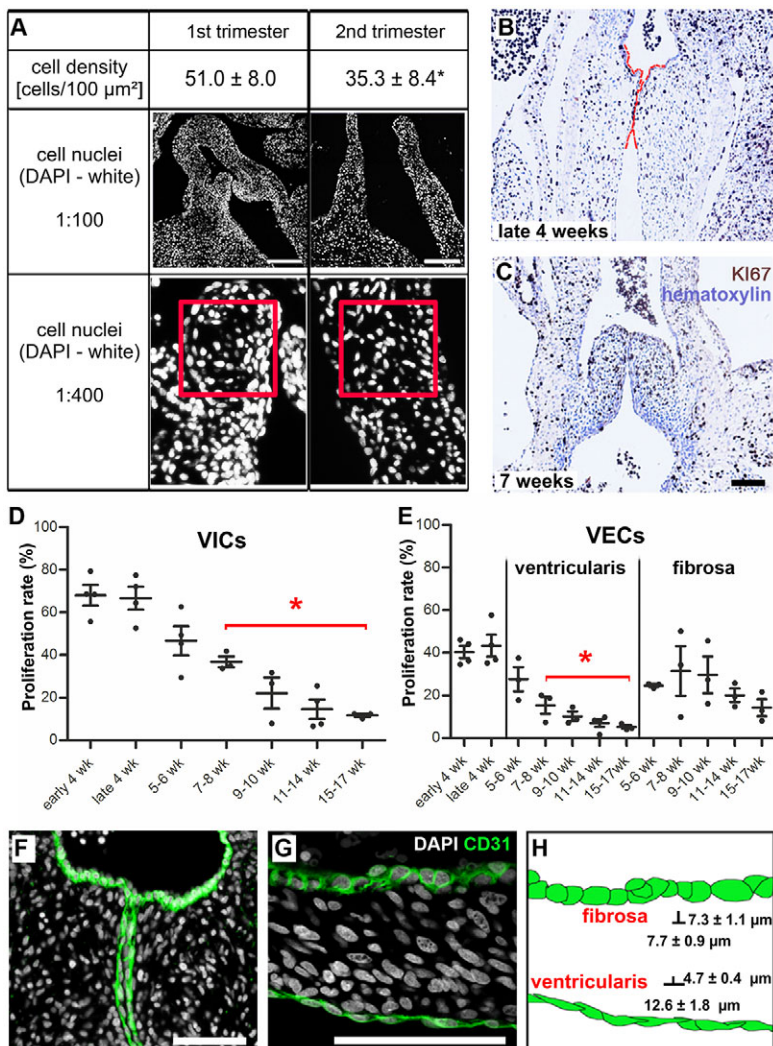 A
1st trimester
2nd trimester
cell density
[cells/100 µm²]
51.0 ± 8.0
35.3 ± 8.4*
cell nuclei
(DAPI - white)
1:100
cell nuclei
(DAPI - white)
1:400
B
late 4 weeks
C
KI67
hematoxylin
7 weeks
D
VICs
Proliferation rate (%)
100
80
60
40
20
0
*
early 4 wk
late 4 wk
5-6 wk
7-8 wk
9-10 wk
11-14 wk
15-17 wk
E
VECs
ventricularis
fibrosa
Proliferation rate (%)
100
80
60
40
20
0
*
early 4 wk
late 4 wk
5-6 wk
7-8 wk
9-10 wk
11-14 wk
15-17wk
5-6 wk
7-8 wk
9-10 wk
11-14 wk
15-17wk
F
G
DAPI CD31
H
fibrosa
7.3 ± 1.1 µm
7.7 ± 0.9 µm
ventricularis
4.7 ± 0.4 µm
12.6 ± 1.8 µm